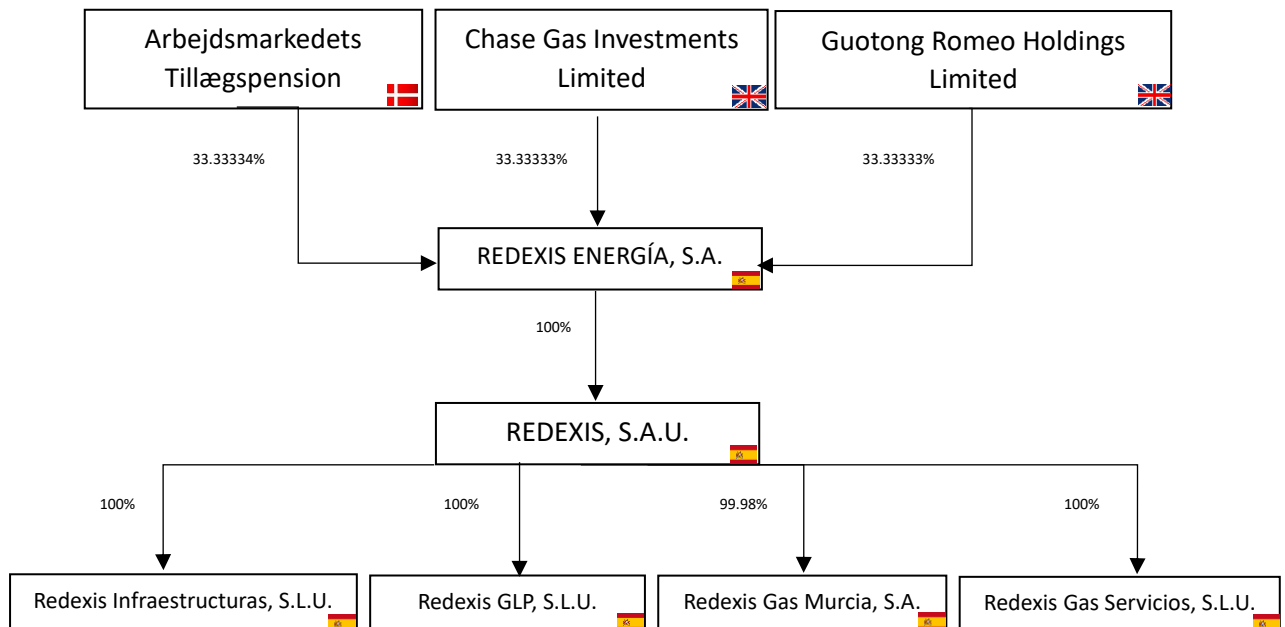 Arbejdsmarkedets
Tillægspension
Chase Gas Investments
Limited
Guotong Romeo Holdings
Limited
33.33334%
33.33333%
33.33333%
REDEXIS ENERGÍA, S.A.
100%
REDEXIS, S.A.U.
100%
100%
99.98%
100%
Redexis Infraestructuras, S.L.U.
Redexis GLP, S.L.U.
Redexis Gas Murcia, S.A.
Redexis Gas Servicios, S.L.U.